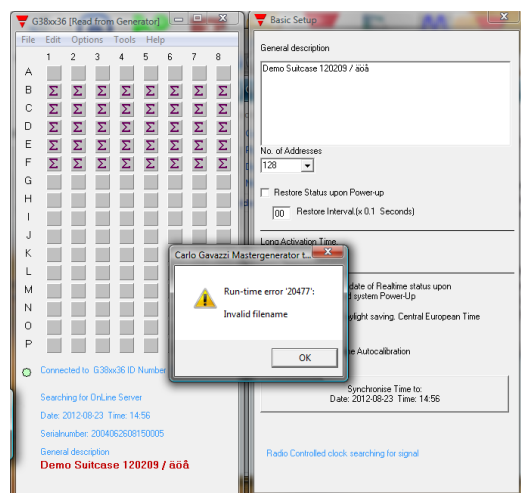 G38xx36 [Read from Generator]
File Edit Options Tools Help
1 2 3 4 5 6 7 8
A
B Σ Σ Σ Σ Σ Σ Σ Σ
C Σ Σ Σ Σ Σ Σ Σ Σ
D Σ Σ Σ Σ Σ Σ Σ Σ
E Σ Σ Σ Σ Σ Σ Σ Σ
F Σ Σ Σ Σ Σ Σ Σ Σ
G
H
I
J
K
L
M
N
O
P
Connected to G38xx36 ID Number
Searching for OnLine Server
Date: 2012-08-23 Time: 14:56
Serialnumber: 2004062608150005
General description
Demo Suitcase 120209 / äöå
Basic Setup
General description
Demo Suitcase 120209 / äöå
No. of Addresses
128
Restore Status upon Power-up
00 Restore Interval.(x 0.1 Seconds)
Long Activation Time
date of Realtime status upon
d system Power-Up
ylight saving. Central European Time
e Autocalibration
Synchronise Time to:
Date: 2012-08-23 Time: 14:56
Radio Controlled clock searching for signal
Carlo Gavazzi Mastergenerator t...
Run-time error '20477':
Invalid filename
OK